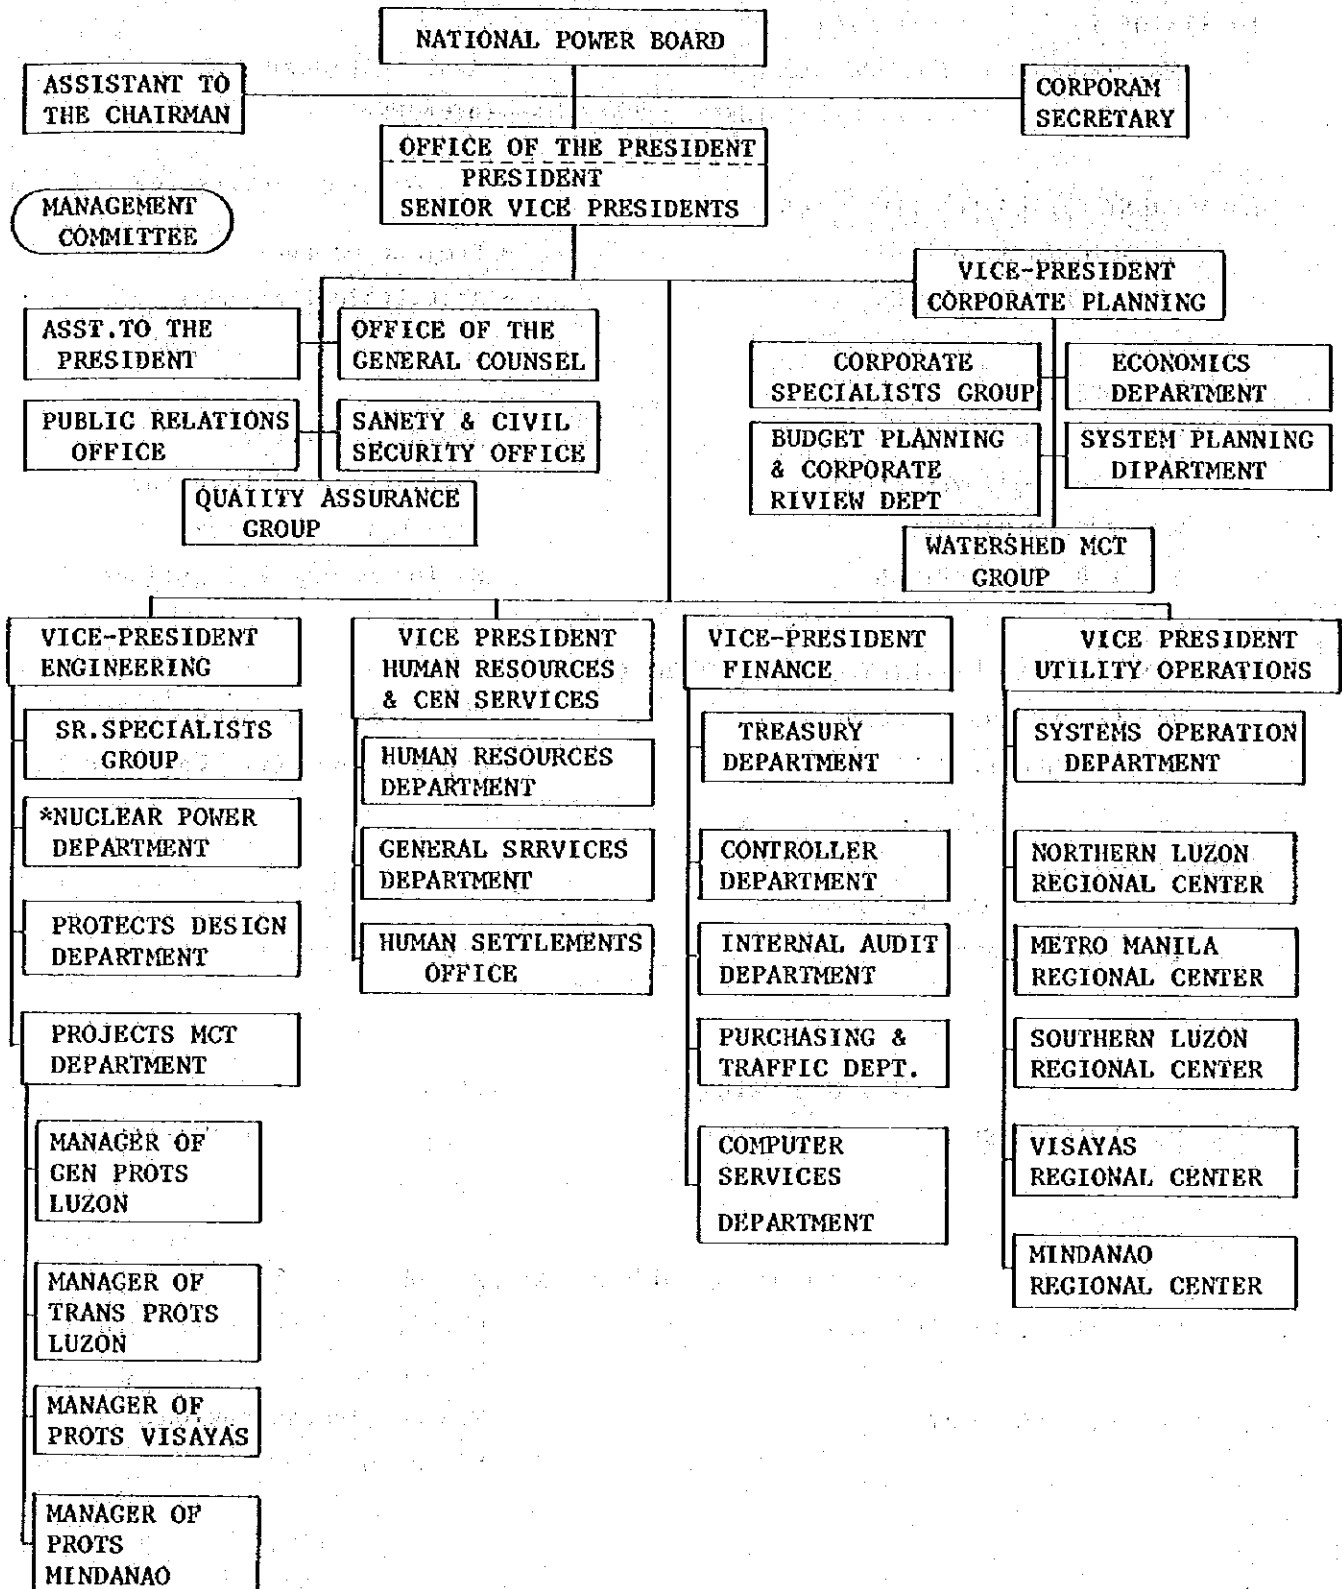 NATIONAL POWER BOARD
ASSISTANT TO
THE CHAIRMAN
CORPORAM
SECRETARY
OFFICE OF THE PRESIDENT
PRESIDENT
SENIOR VICE PRESIDENTS
MANAGEMENT
COMMITTEE
VICE-PRESIDENT
CORPORATE PLANNING
ASST.TO THE
PRESIDENT
OFFICE OF THE
GENERAL COUNSEL
PUBLIC RELATIONS
OFFICE
SANETY & CIVIL
SECURITY OFFICE
QUAIITY ASSURANCE
GROUP
CORPORATE
SPECIALISTS GROUP
ECONOMICS
DEPARTMENT
BUDGET PLANNING
& CORPORATE
RIVIEW DEPT
SYSTEM PLANNING
DIPARTMENT
WATERSHED MCT
GROUP
VICE-PRESIDENT
ENGINEERING
SR.SPECIALISTS
GROUP
*NUCLEAR POWER
DEPARTMENT
PROTECTS DESIGN
DEPARTMENT
PROJECTS MCT
DEPARTMENT
MANAGER OF
GEN PROTS
LUZON
MANAGER OF
TRANS PROTS
LUZON
MANAGER OF
PROTS VISAYAS
MANAGER OF
PROTS
MINDANAO
VICE PRESIDENT
HUMAN RESOURCES
& CEN SERVICES
HUMAN RESOURCES
DEPARTMENT
GENERAL SRRVICES
DEPARTMENT
HUMAN SETTLEMENTS
OFFICE
VICE-PRESIDENT
FINANCE
TREASURY
DEPARTMENT
CONTROLLER
DEPARTMENT
INTERNAL AUDIT
DEPARTMENT
PURCHASING &
TRAFFIC DEPT.
COMPUTER
SERVICES
DEPARTMENT
VICE PRESIDENT
UTILITY OPERATIONS
SYSTEMS OPERATION
DEPARTMENT
NORTHERN LUZON
REGIONAL CENTER
METRO MANILA
REGIONAL CENTER
SOUTHERN LUZON
REGIONAL CENTER
VISAYAS
REGIONAL CENTER
MINDANAO
REGIONAL CENTER